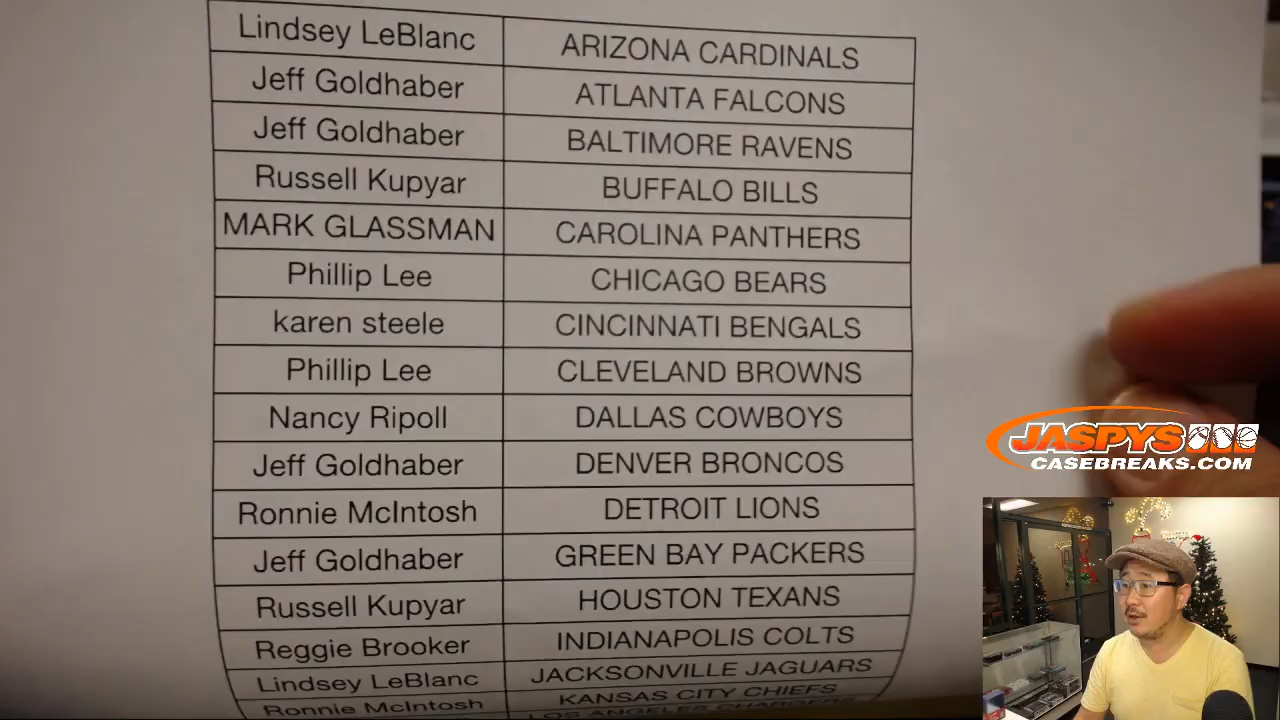 Lindsey LeBlanc ARIZONA CARDINALS
Jeff Goldhaber ATLANTA FALCONS
Jeff Goldhaber BALTIMORE RAVENS
Russell Kupyar BUFFALO BILLS
MARK GLASSMAN CAROLINA PANTHERS
Phillip Lee CHICAGO BEARS
karen steele CINCINNATI BENGALS
Phillip Lee CLEVELAND BROWNS
Nancy Ripoll DALLAS COWBOYS
Jeff Goldhaber DENVER BRONCOS
Ronnie McIntosh DETROIT LIONS
Jeff Goldhaber GREEN BAY PACKERS
Russell Kupyar HOUSTON TEXANS
Reggie Brooker INDIANAPOLIS COLTS
Lindsey LeBlanc JACKSONVILLE JAGUARS
Ronnie McIntosh KANSAS CITY CHIEFS
LOS ANGELES CHARGERS
JASPYS
CASEBREAKS.COM